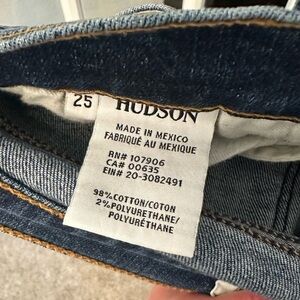 25
HUDSON
MADE IN MEXICO
FABRIQUÉ AU MEXIQUE
RN# 107906
CA# 00635
EIN# 20-3082491
98% COTTON/COTON
2% POLYURETHANE/
POLYURÉTHANE